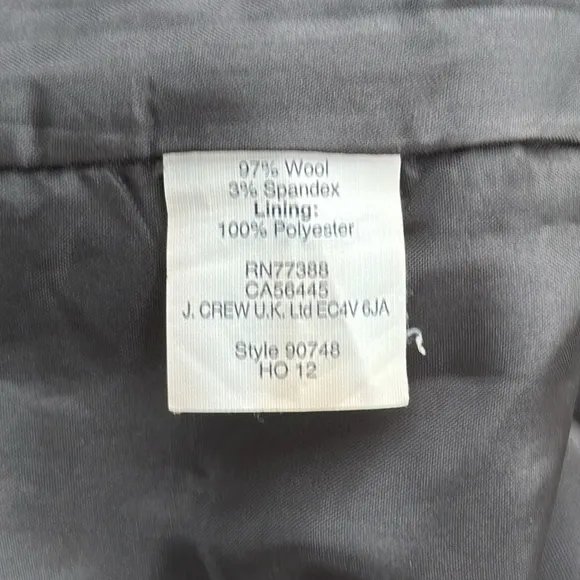 97% Wool
3% Spandex
Lining:
100% Polyester
RN77388
CA56445
J. CREW U.K. Ltd EC4V 6JA
Style 90748
HO 12